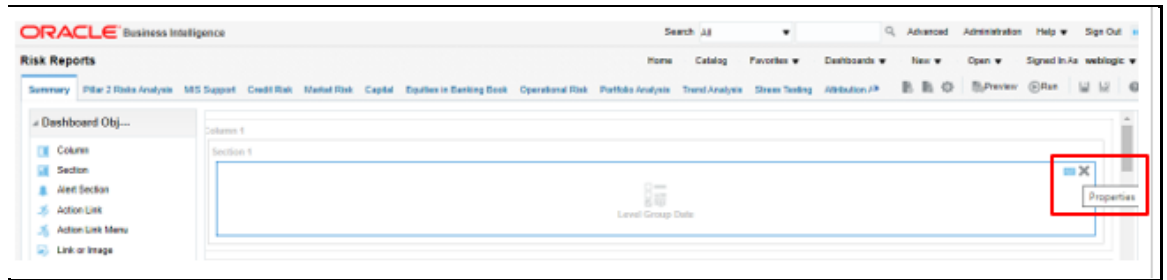 ORACLE Business Intelligence Search All Advanced Administration Help Sign Out
Risk Reports Home Catalog Favorites Dashboards New Open Signed In As weblogic
Summary Pillar 2 Risks Analysis MIS Support Credit Risk Market Risk Capital Equities in Banking Book Operational Risk Portfolio Analysis Trend Analysis Stress Testing Attribution Preview Run
Dashboard Obj...
Column 1
Column
Section 1
Section
Alert Section
Properties
Action Link
Level Group Date
Action Link Menu
Link or Image